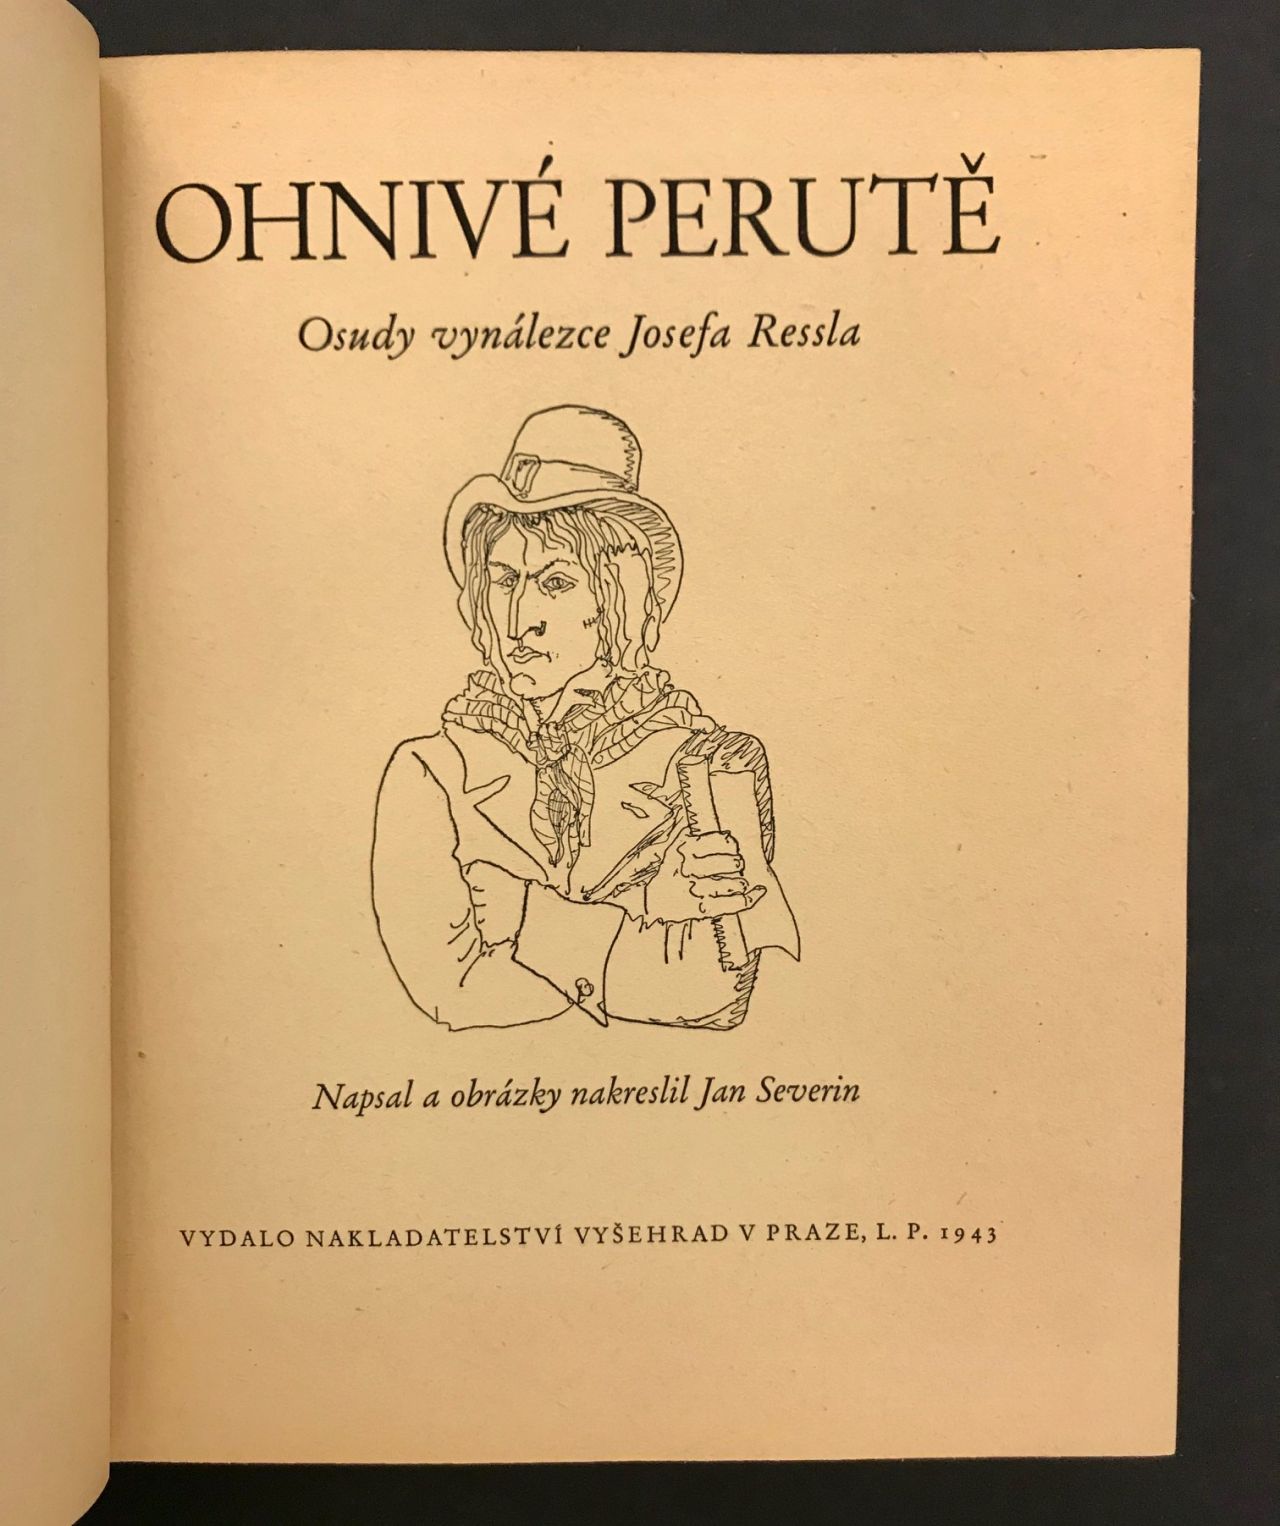 OHNIVÉ PERUTĚ
Osudy vynálezce Josefa Ressla
Napsal a obrázky nakreslil Jan Severin
VYDALO NAKLADATELSTVÍ VYŠEHRAD V PRAZE, L. P. 1943